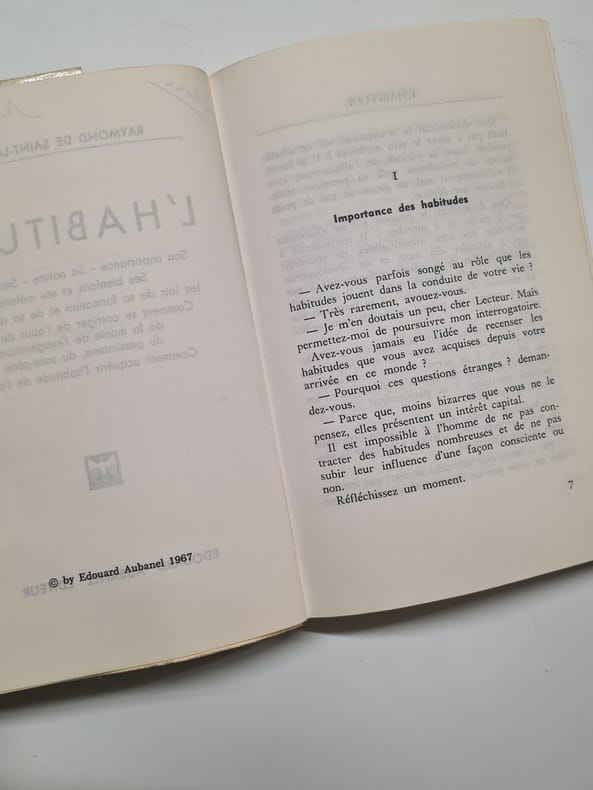 © by Edouard Aubanel 1967
I
Importance des habitudes
— Avez-vous parfois songé au rôle que les
habitudes jouent dans la conduite de votre vie ?
— Très rarement, avouez-vous.
— Je m'en doutais un peu, cher Lecteur. Mais
permettez-moi de poursuivre mon interrogatoire.
Avez-vous jamais eu l'idée de recenser les
habitudes que vous avez acquises depuis votre
arrivée en ce monde ?
— Pourquoi ces questions étranges ? deman-
dez-vous.
— Parce que, moins bizarres que vous ne le
pensez, elles présentent un intérêt capital.
Il est impossible à l'homme de ne pas con-
tracter des habitudes nombreuses et de ne pas
subir leur influence d'une façon consciente ou
non.
Réfléchissez un moment.
7